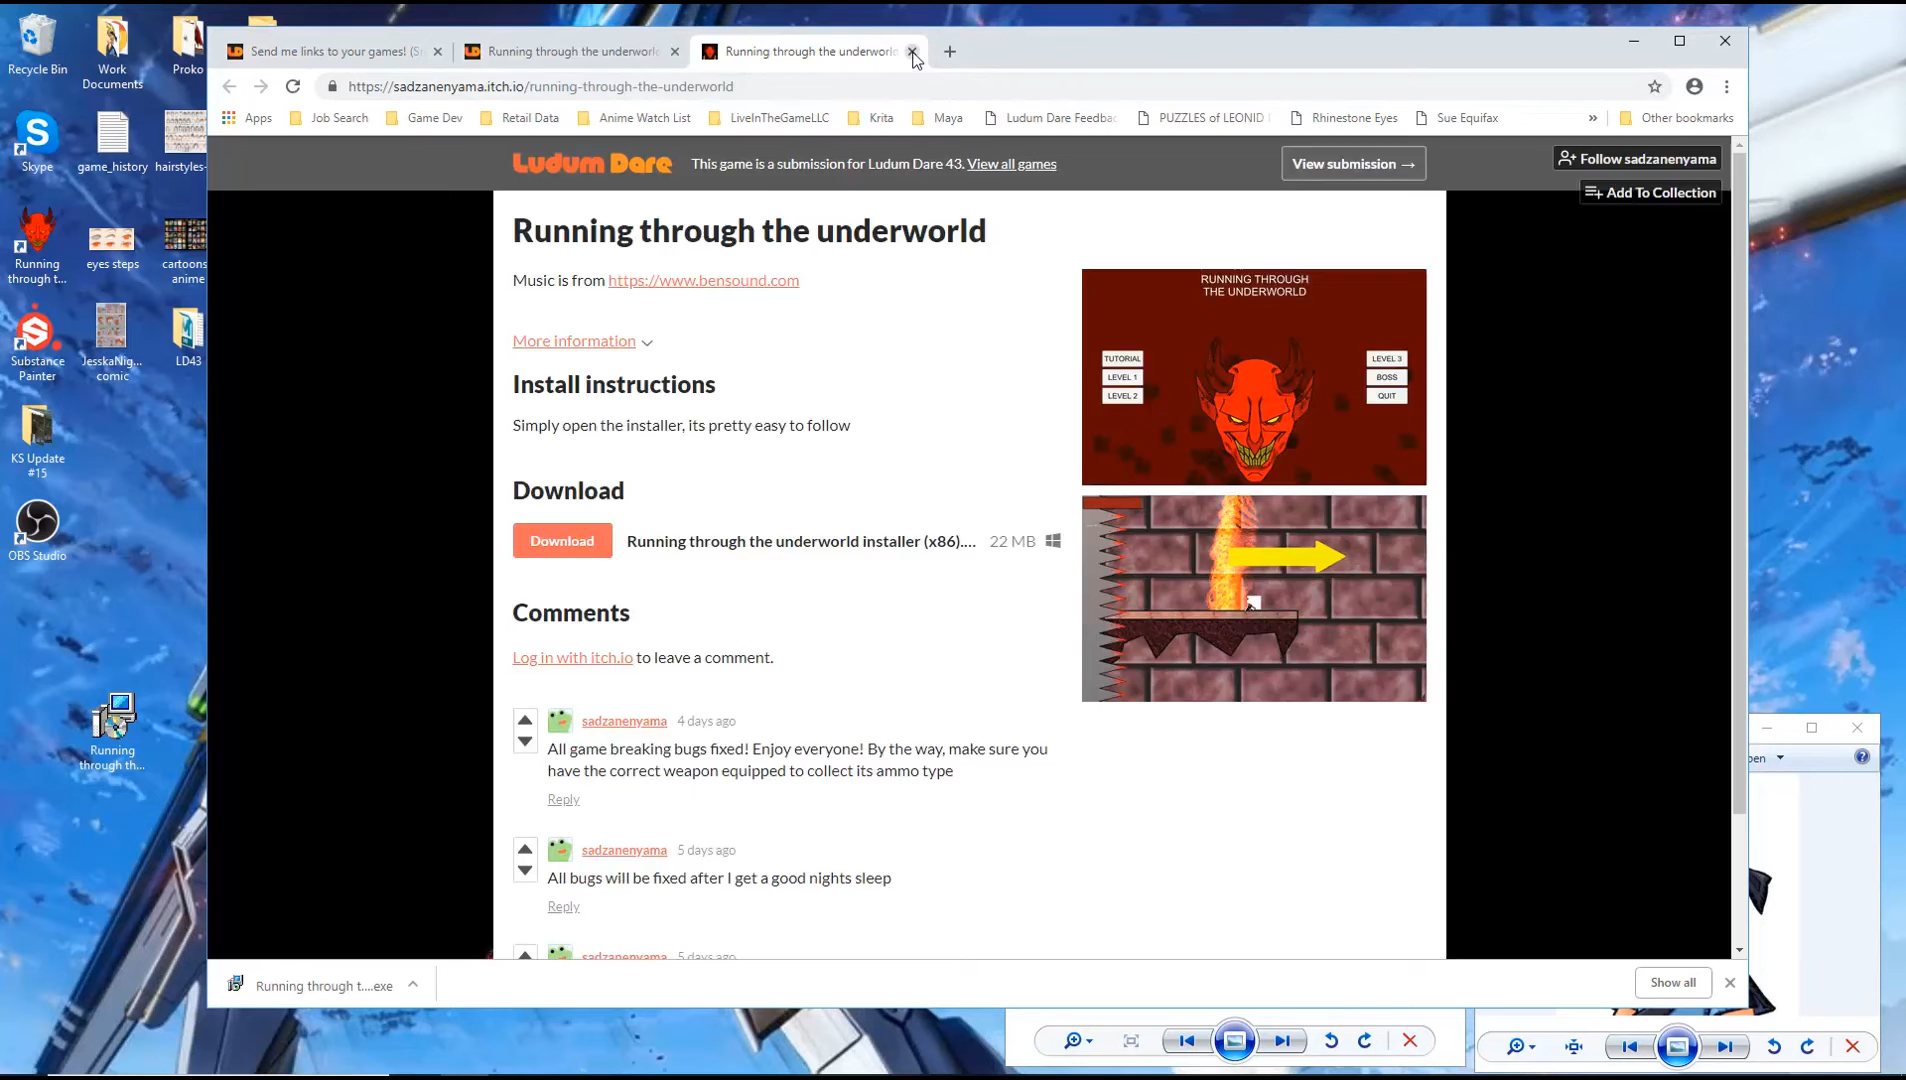 Recycle Bin
Work Documents
Proko
Skype
game_history
hairstyles-
Running through t...
eyes steps
cartoons anime
Substance Painter
JesskaNig... comic
LD43
KS Update #15
OBS Studio
Running through th...
Send me links to your games! (S
Running through the underworl
Running through the underworl
https://sadzanenyama.itch.io/running-through-the-underworld
Apps
Job Search
Game Dev
Retail Data
Anime Watch List
LiveInTheGameLLC
Krita
Maya
Ludum Dare Feedba
PUZZLES of LEONID
Rhinestone Eyes
Sue Equifax
»
Other bookmarks
Ludum Dare
This game is a submission for Ludum Dare 43. View all games
View submission →
Follow sadzanenyama
Add To Collection
Running through the underworld
Music is from https://www.bensound.com
More information
Install instructions
Simply open the installer, its pretty easy to follow
Download
Download
Running through the underworld installer (x86).... 22 MB
Comments
Log in with itch.io to leave a comment.
sadzanenyama 4 days ago
All game breaking bugs fixed! Enjoy everyone! By the way, make sure you
have the correct weapon equipped to collect its ammo type
Reply
sadzanenyama 5 days ago
All bugs will be fixed after I get a good nights sleep
Reply
sadzanenyama 5 days ago
RUNNING THROUGH
THE UNDERWORLD
TUTORIAL
LEVEL 1
LEVEL 2
LEVEL 3
BOSS
QUIT
Running through t....exe
Show all
pen